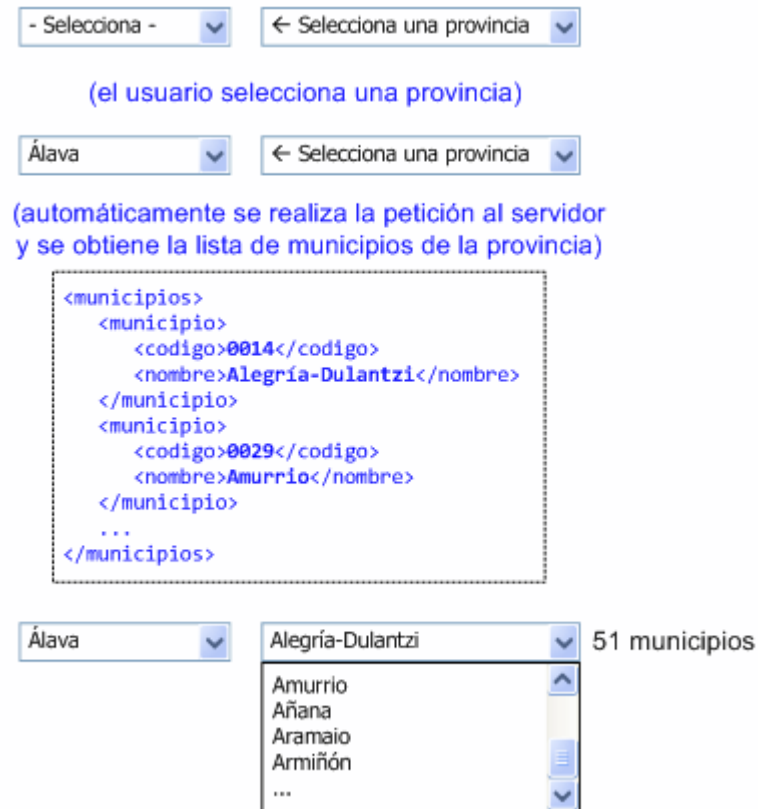 - Selecciona - ← Selecciona una provincia
(el usuario selecciona una provincia)
Álava ← Selecciona una provincia
(automáticamente se realiza la petición al servidor
y se obtiene la lista de municipios de la provincia)
<municipios>
<municipio>
<codigo>0014</codigo>
<nombre>Alegría-Dulantzi</nombre>
</municipio>
<municipio>
<codigo>0029</codigo>
<nombre>Amurrio</nombre>
</municipio>
...
</municipios>
Álava Alegría-Dulantzi 51 municipios
Amurrio
Añana
Aramaio
Armiñón
...